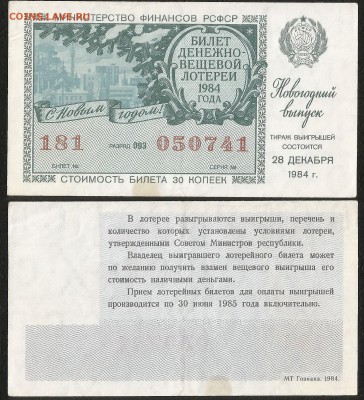 COINS.LAVE.RU
МИНИСТЕРСТВО ФИНАНСОВ РСФСР
БИЛЕТ
ДЕНЕЖНО-
ВЕЩЕВОЙ
ЛОТЕРЕИ
1984
ГОДА
С Новым годом!
Новогодний
выпуск
181 РАЗРЯД 093 050741
БИЛЕТ № СЕРИЯ №
ТИРАЖ ВЫИГРЫШЕЙ
СОСТОИТСЯ
28 ДЕКАБРЯ
1984 г.
СТОИМОСТЬ БИЛЕТА 30 КОПЕЕК
В лотерее разыгрываются выигрыши, перечень и
количество которых установлены условиями лотереи,
утвержденными Советом Министров республики.
Владелец выигравшего лотерейного билета может
по желанию получить взамен вещевого выигрыша его
стоимость наличными деньгами.
Прием лотерейных билетов для оплаты выигрышей
производится по 30 июня 1985 года включительно.
МТ Гознака. 1984.